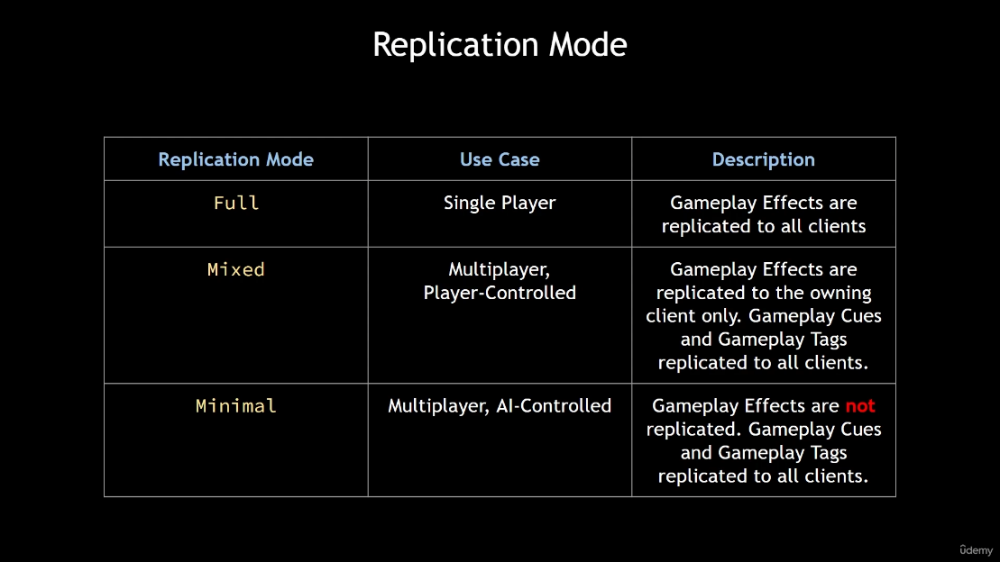 Replication Mode
Replication Mode
Use Case
Description
Full
Single Player
Gameplay Effects are
replicated to all clients
Mixed
Multiplayer,
Player-Controlled
Gameplay Effects are
replicated to the owning
client only. Gameplay Cues
and Gameplay Tags
replicated to all clients.
Minimal
Multiplayer, AI-Controlled
Gameplay Effects are not
replicated. Gameplay Cues
and Gameplay Tags
replicated to all clients.
ûdemy